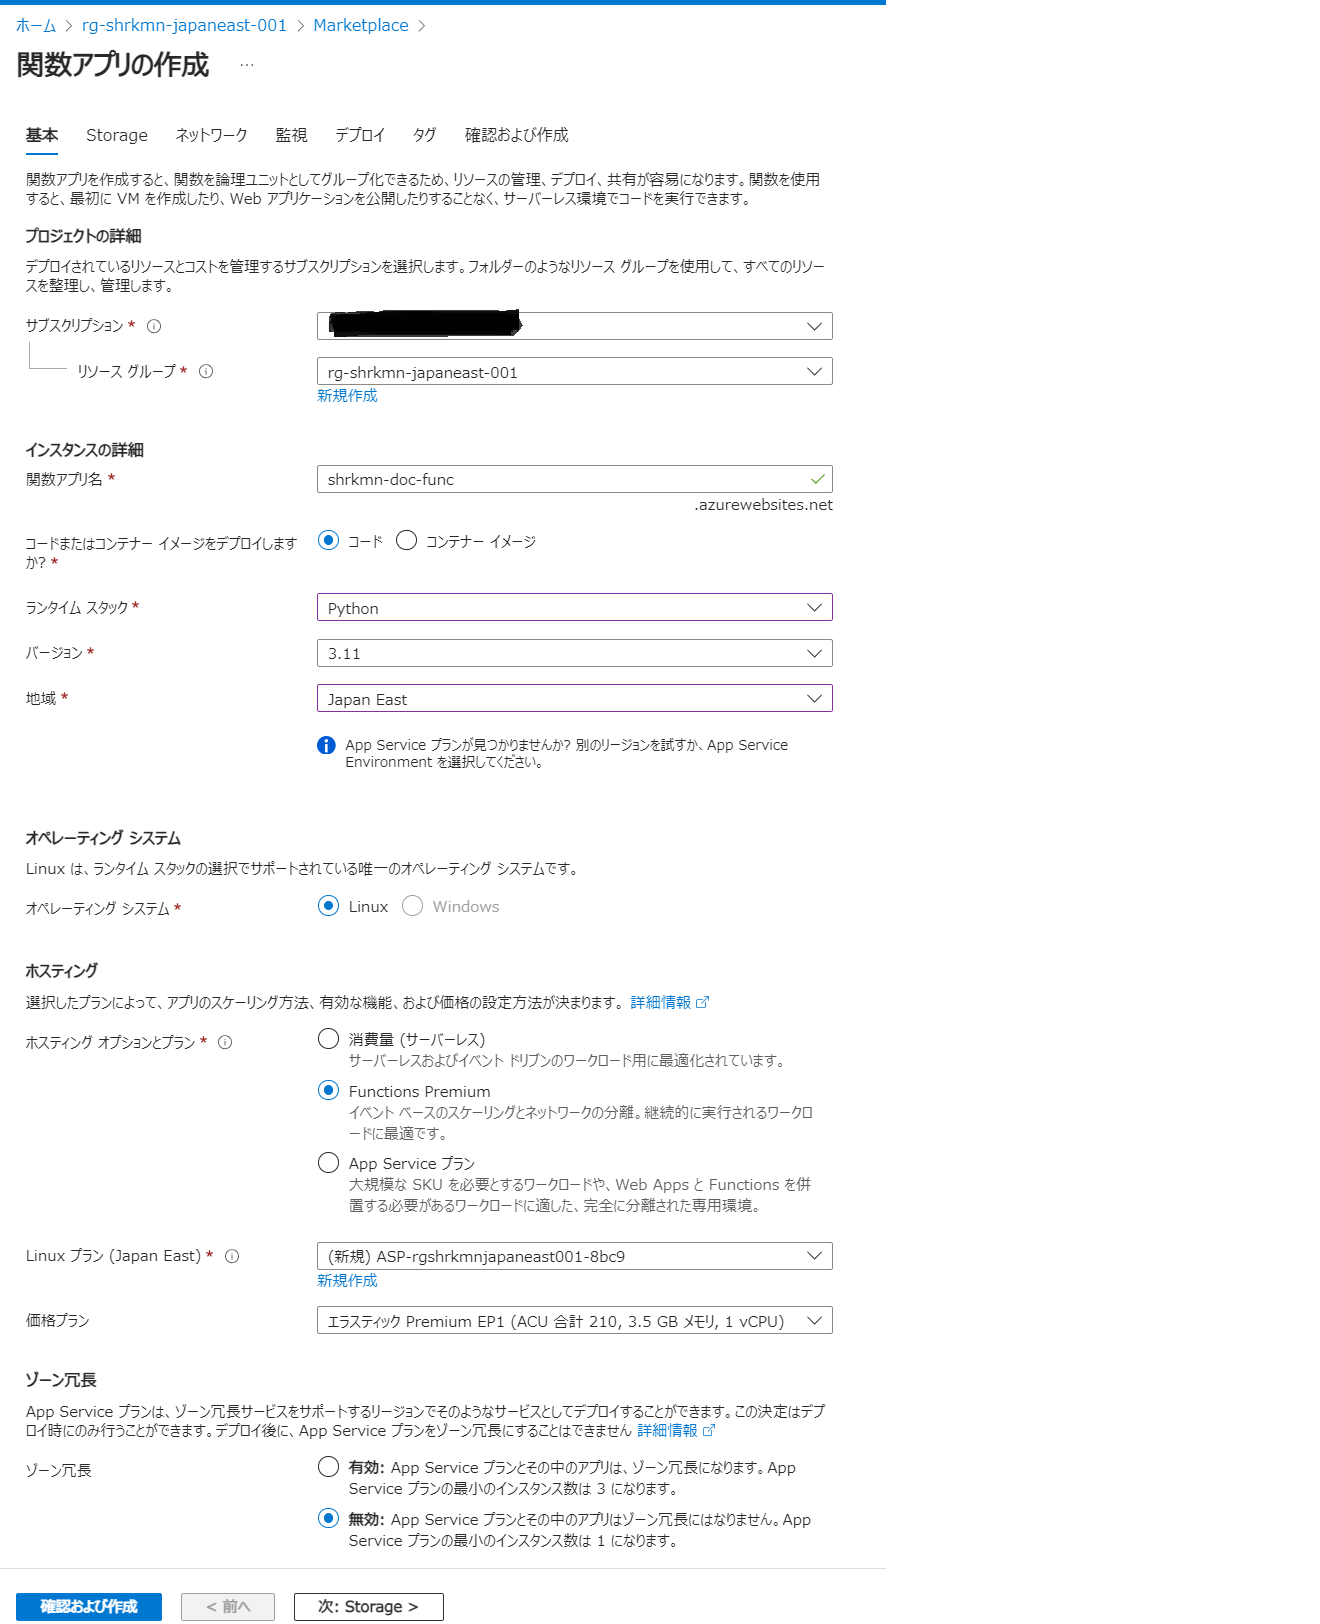 ホーム > rg-shrkmn-japaneast-001 > Marketplace >
関数アプリの作成 …
基本 Storage ネットワーク 監視 デプロイ タグ 確認および作成
関数アプリを作成すると、関数を論理ユニットとしてグループ化できるため、リソースの管理、デプロイ、共有が容易になります。関数を使用
すると、最初に VM を作成したり、Web アプリケーションを公開したりすることなく、サーバーレス環境でコードを実行できます。
プロジェクトの詳細
デプロイされているリソースとコストを管理するサブスクリプションを選択します。フォルダーのようなリソース グループを使用して、すべてのリソー
スを整理し、管理します。
サブスクリプション *
リソース グループ * rg-shrkmn-japaneast-001
新規作成
インスタンスの詳細
関数アプリ名 * shrkmn-doc-func
.azurewebsites.net
コードまたはコンテナー イメージをデプロイします
か? *
コード コンテナー イメージ
ランタイム スタック * Python
バージョン * 3.11
地域 * Japan East
App Service プランが見つかりませんか? 別のリージョンを試すか、App Service
Environment を選択してください。
オペレーティング システム
Linux は、ランタイム スタックの選択でサポートされている唯一のオペレーティング システムです。
オペレーティング システム * Linux Windows
ホスティング
選択したプランによって、アプリのスケーリング方法、有効な機能、および価格の設定方法が決まります。 詳細情報
ホスティング オプションとプラン * 消費量 (サーバーレス)
サーバーレスおよびイベント ドリブンのワークロード用に最適化されています。
Functions Premium
イベント ベースのスケーリングとネットワークの分離。継続的に実行されるワークロ
ードに最適です。
App Service プラン
大規模な SKU を必要とするワークロードや、Web Apps と Functions を併
置する必要があるワークロードに適した、完全に分離された専用環境。
Linux プラン (Japan East) * (新規) ASP-rgshrkmnjapaneast001-8bc9
新規作成
価格プラン エラスティック Premium EP1 (ACU 合計 210, 3.5 GB メモリ, 1 vCPU)
ゾーン冗長
App Service プランは、ゾーン冗長サービスをサポートするリージョンでそのようなサービスとしてデプロイすることができます。この決定はデプ
ロイ時にのみ行うことができます。デプロイ後に、App Service プランをゾーン冗長にすることはできません 詳細情報
ゾーン冗長 有効: App Service プランとその中のアプリは、ゾーン冗長になります。App
Service プランの最小のインスタンス数は 3 になります。
無効: App Service プランとその中のアプリはゾーン冗長にはなりません。App
Service プランの最小のインスタンス数は 1 になります。
確認および作成 < 前へ 次: Storage >